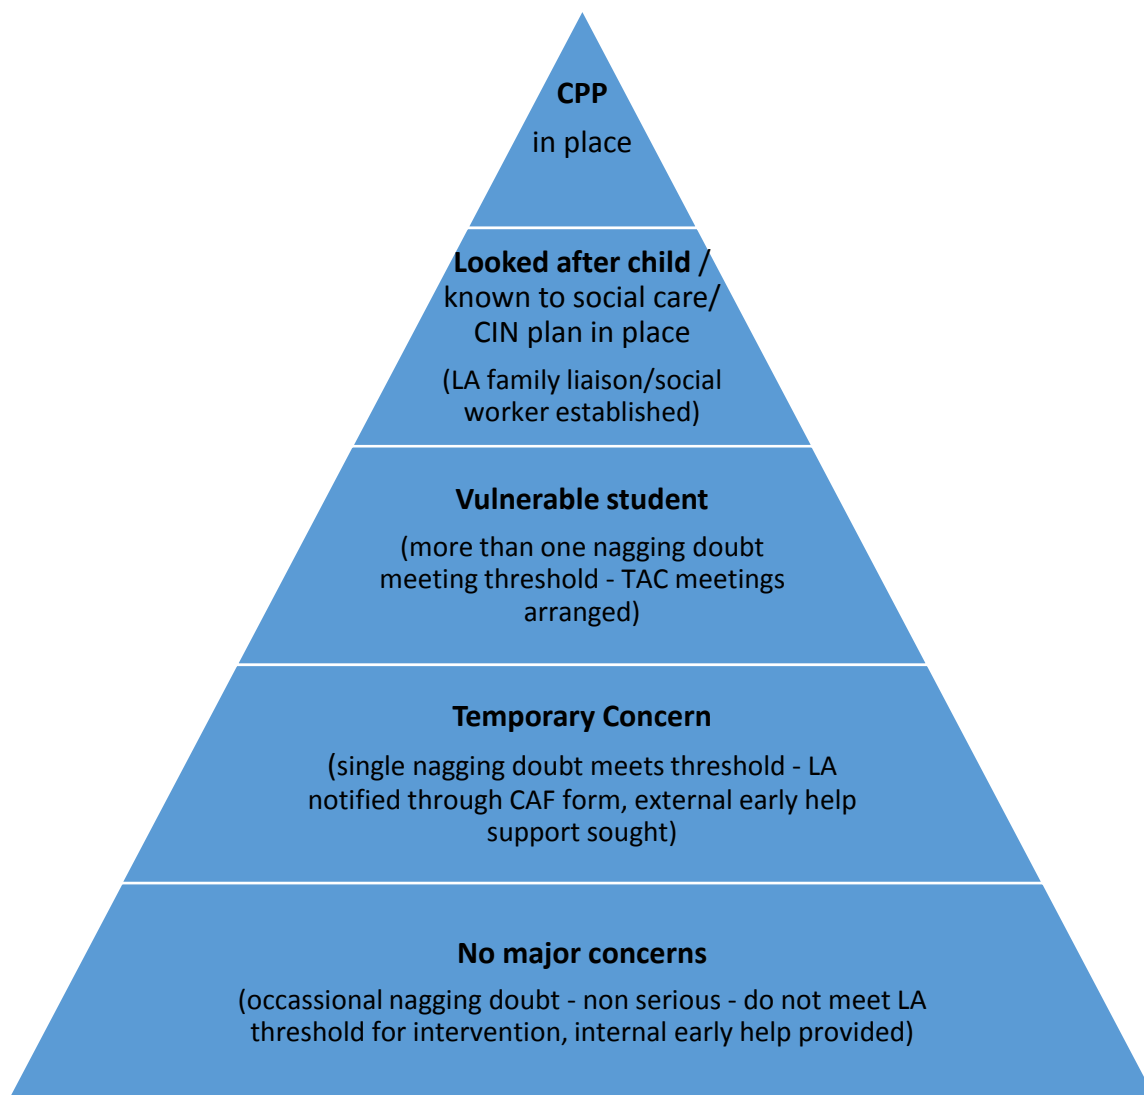 CPP
in place
Looked after child /
known to social care/
CIN plan in place
(LA family liaison/social
worker established)
Vulnerable student
(more than one nagging doubt
meeting threshold - TAC meetings
arranged)
Temporary Concern
(single nagging doubt meets threshold - LA
notified through CAF form, external early help
support sought)
No major concerns
(occassional nagging doubt - non serious - do not meet LA
threshold for intervention, internal early help provided)